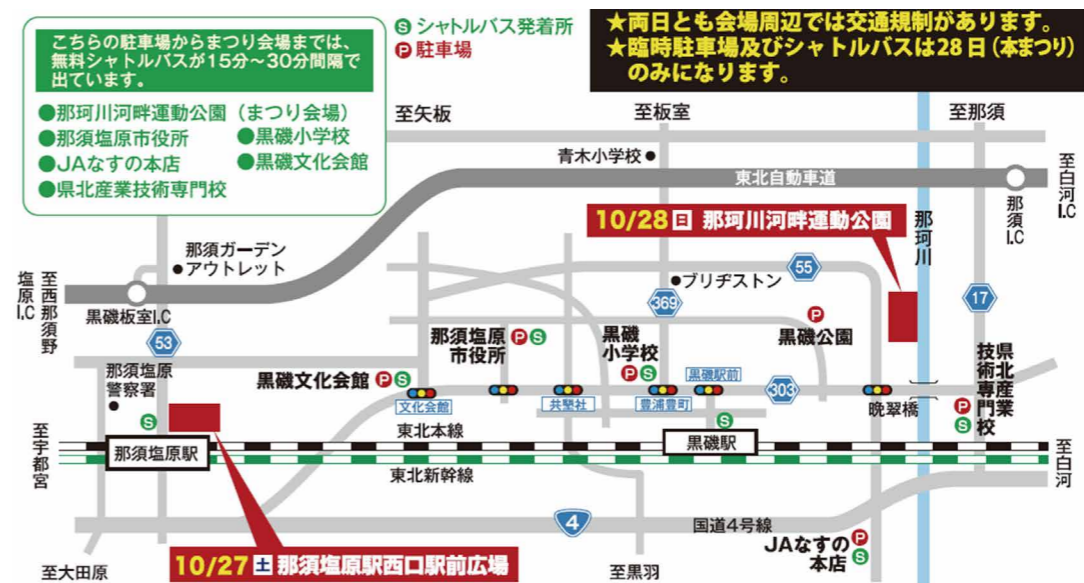 こちらの駐車場からまつり会場までは、
無料シャトルバスが15分～30分間隔で
出ています。
●那珂川河畔運動公園（まつり会場）
●那須塩原市役所 ●黒磯小学校
●JAなすの本店 ●黒磯文化会館
●県北産業技術専門校
S シャトルバス発着所
P 駐車場
★両日とも会場周辺では交通規制があります。
★臨時駐車場及びシャトルバスは28日（本まつり）
のみになります。
至矢板
至板室
至那須
青木小学校
東北自動車道
至白河I.C
那須I.C
10/28 日 那珂川河畔運動公園
那珂川
那須ガーデン
アウトレット
至西那須野
塩原I.C
黒磯板室I.C
ブリヂストン
55
369
17
53
那須塩原
市役所
P S
黒磯
小学校
P S
P
黒磯公園
県北産業
技術専門校
P
S
那須塩原
警察署
黒磯文化会館 P S
文化会館
共墾社
豊浦豊町
黒磯駅前
303
晩翠橋
S
S
至宇都宮
那須塩原駅
東北本線
黒磯駅
東北新幹線
至白河
4
国道4号線
JAなすの
本店
P
S
10/27 土 那須塩原駅西口駅前広場
至大田原
至黒羽